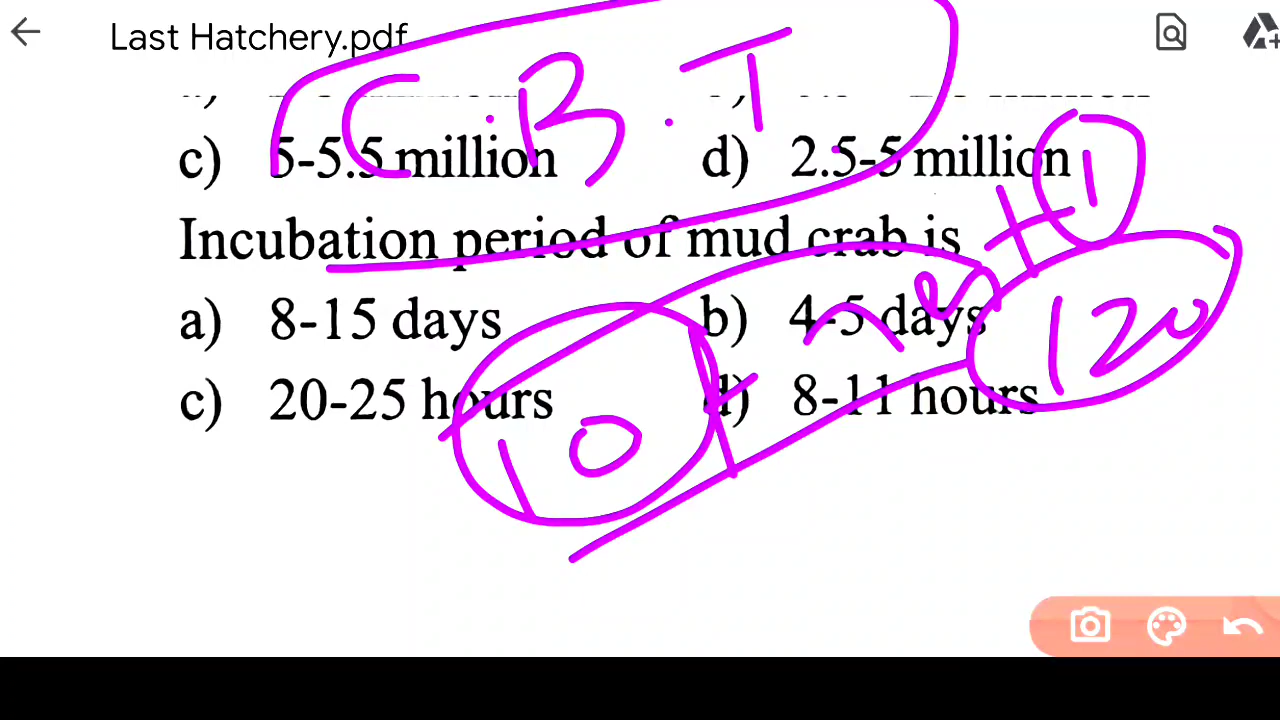 Last Hatchery.pdf
C.B.T
c) 5-5.5 million d) 2.5-5 million
1
Incubation period of mud crab is
a) 8-15 days b) 4-5 days
120
c) 20-25 hours d) 8-11 hours
10